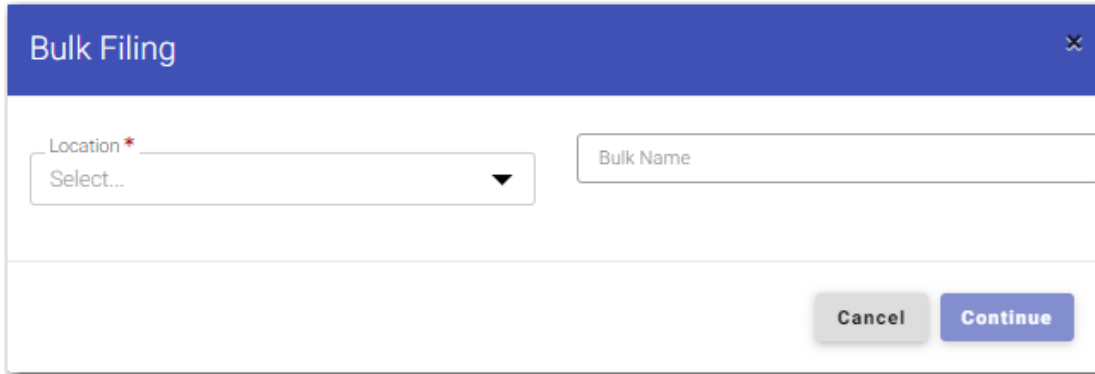 Bulk Filing
Location *
Select...
Bulk Name
Cancel
Continue